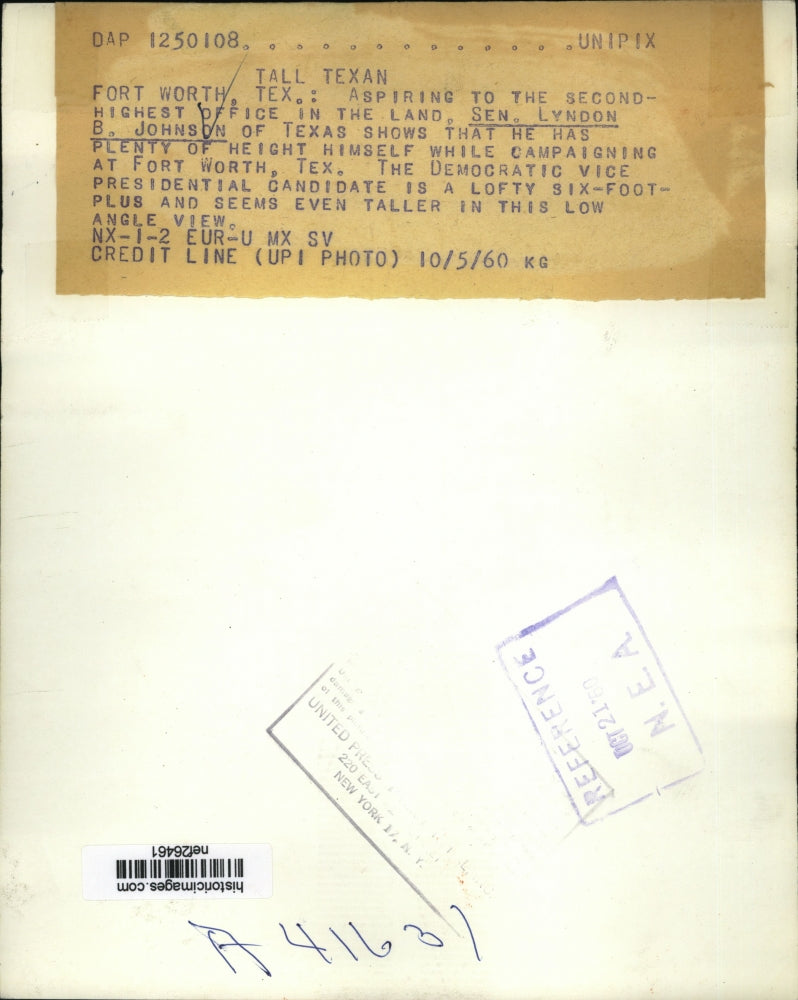 DAP 1250108. . . . . . . . . . . . . . . .UNIPIX
TALL TEXAN
FORT WORTH, TEX.: ASPIRING TO THE SECOND-
HIGHEST OFFICE IN THE LAND, SEN. LYNDON
B. JOHNSON OF TEXAS SHOWS THAT HE HAS
PLENTY OF HEIGHT HIMSELF WHILE CAMPAIGNING
AT FORT WORTH, TEX. THE DEMOCRATIC VICE
PRESIDENTIAL CANDIDATE IS A LOFTY SIX-FOOT-
PLUS AND SEEMS EVEN TALLER IN THIS LOW
ANGLE VIEW.
NX-1-2 EUR-U MX SV
CREDIT LINE (UPI PHOTO) 10/5/60 KG
REFERENCE
OCT 21 '60
N.E.A.
of this
UNITED PRESS
220 EAST
NEW YORK 17, N. Y.
historicimages.com
nef26461
A 41631